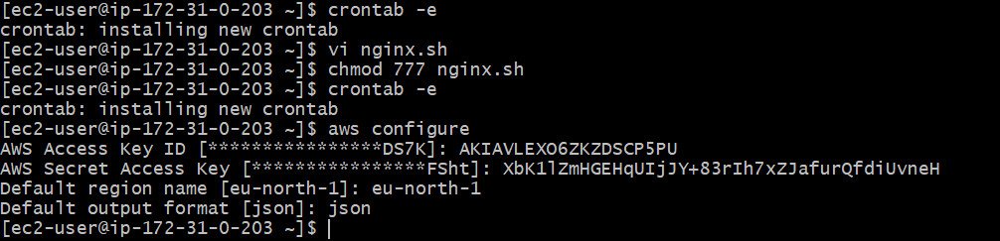 [ec2-user@ip-172-31-0-203 ~]$ crontab -e
crontab: installing new crontab
[ec2-user@ip-172-31-0-203 ~]$ vi nginx.sh
[ec2-user@ip-172-31-0-203 ~]$ chmod 777 nginx.sh
[ec2-user@ip-172-31-0-203 ~]$ crontab -e
crontab: installing new crontab
[ec2-user@ip-172-31-0-203 ~]$ aws configure
AWS Access Key ID [****************DS7K]: AKIAVLEXO6ZKZDSCP5PU
AWS Secret Access Key [****************FSht]: 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
Default region name [eu-north-1]: eu-north-1
Default output format [json]: json
[ec2-user@ip-172-31-0-203 ~]$